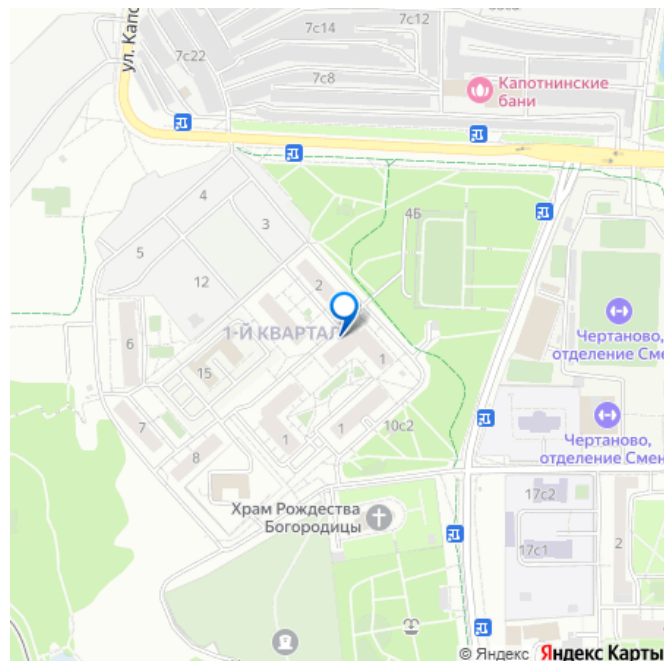 7с14
7с12
7с22
ул. Капо
7с8
Капотнинские
бани
4
4Б
3
5
12
2
1-Й КВАРТАЛ
6
1
15
Чертаново,
отделение Сме
7
1
1
10с2
8
Чертаново,
отделение Смен
Храм Рождества
Богородицы
17с2
17с1
2
© Яндекс Яндекс Карты